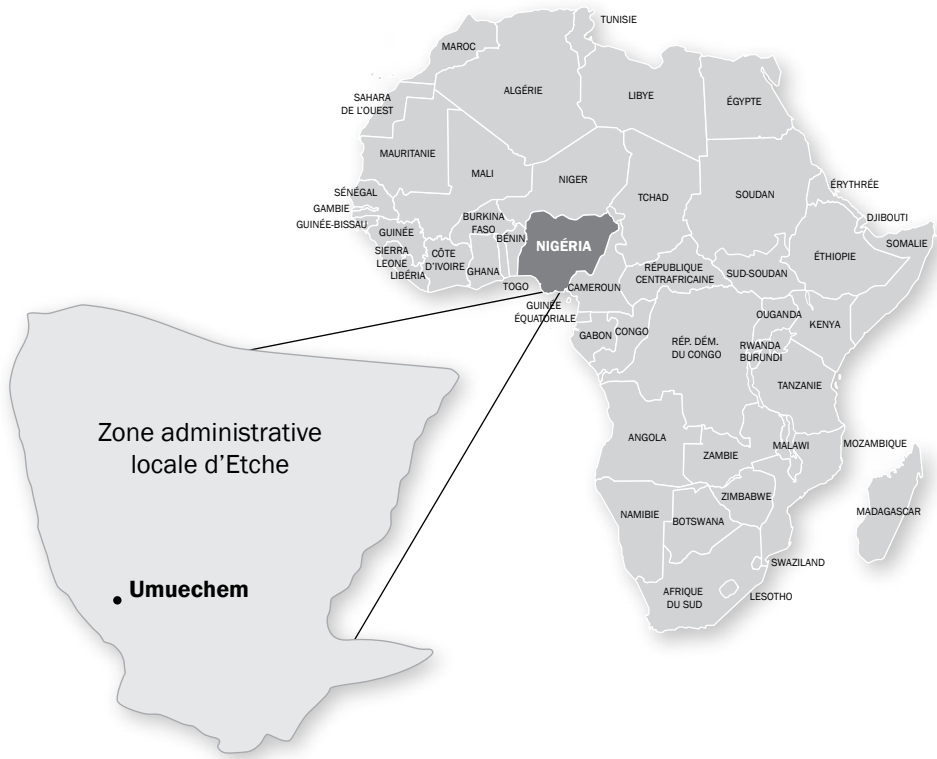 TUNISIE
MAROC
ALGÉRIE
LIBYE
ÉGYPTE
SAHARA
DE L'OUEST
MAURITANIE
MALI
NIGER
TCHAD
SOUDAN
ÉRYTHRÉE
SÉNÉGAL
GAMBIE
GUINÉE-BISSAU
GUINÉE
BURKINA
FASO
BÉNIN
NIGÉRIA
DJIBOUTI
SOMALIE
ÉTHIOPIE
SIERRA
LEONE
LIBÉRIA
CÔTE
D'IVOIRE
GHANA
TOGO
CAMEROUN
RÉPUBLIQUE
CENTRAFRICAINE
SUD-SOUDAN
GUINÉE
ÉQUATORIALE
GABON
CONGO
RÉP. DÉM.
DU CONGO
OUGANDA
KENYA
RWANDA
BURUNDI
TANZANIE
ANGOLA
ZAMBIE
MALAWI
MOZAMBIQUE
ZIMBABWE
MADAGASCAR
NAMIBIE
BOTSWANA
SWAZILAND
AFRIQUE
DU SUD
LESOTHO
Zone administrative
locale d'Etche
Umuechem